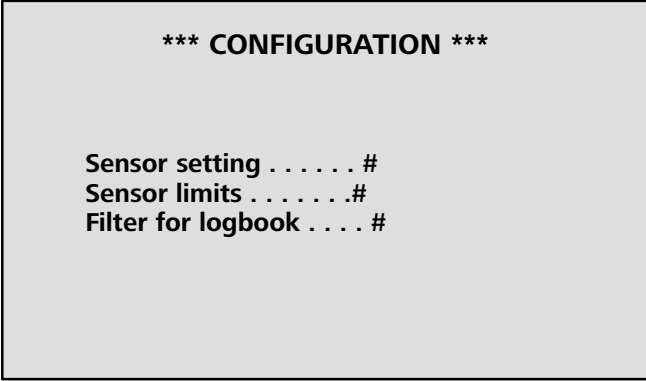 *** CONFIGURATION ***
Sensor setting . . . . . . #
Sensor limits . . . . . . .#
Filter for logbook . . . . #